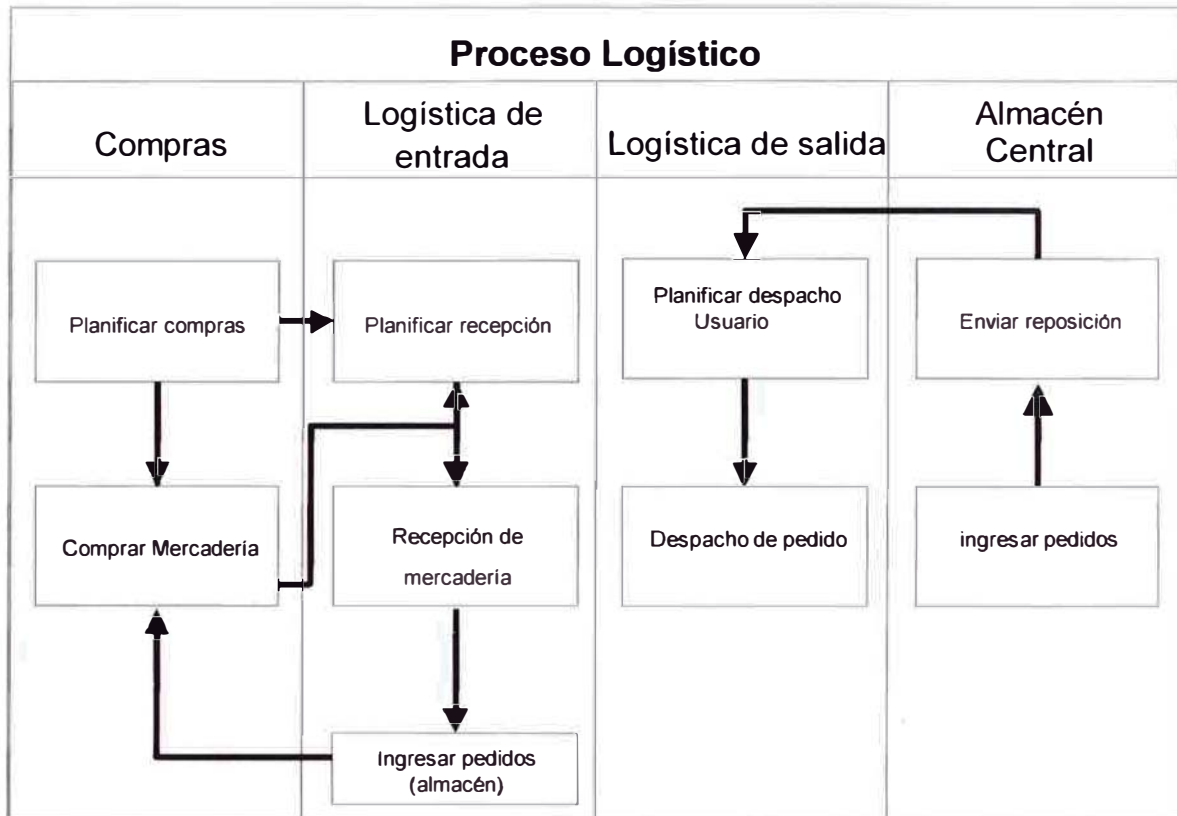 Proceso Logístico
Compras
Logística de
entrada
Logística de salida
Almacén
Central
Planificar compras
Planificar recepción
Planificar despacho
Usuario
Enviar reposición
Comprar Mercadería
Recepción de
mercadería
Despacho de pedido
ingresar pedidos
Ingresar pedidos
(almacén)